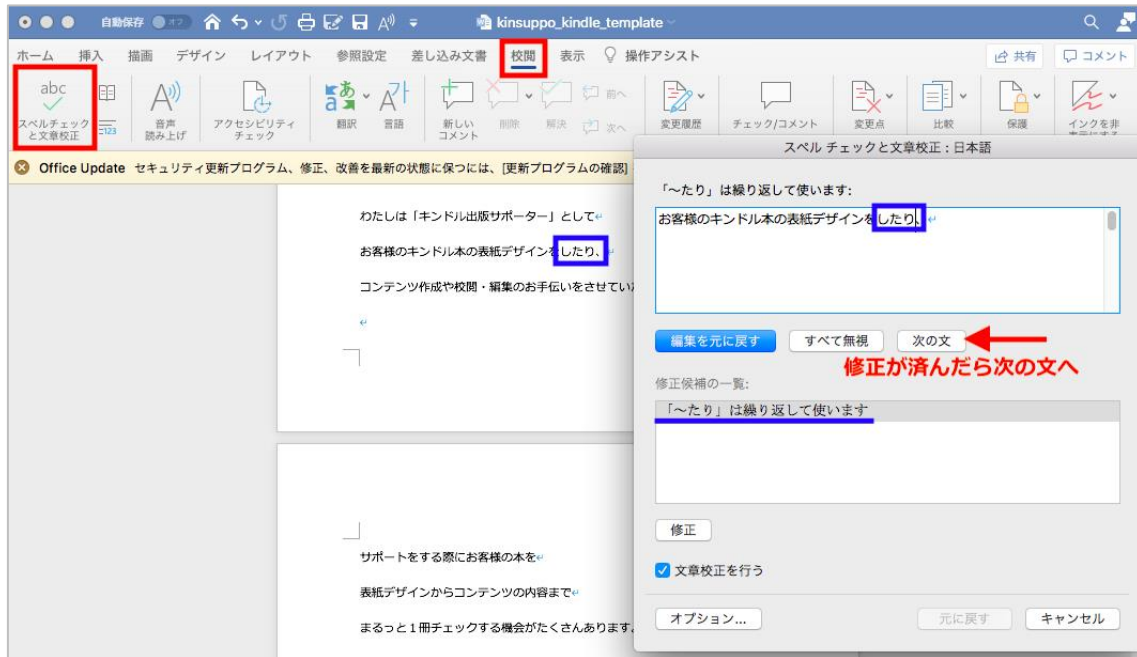 自動保存 オフ kinsuppo_kindle_template
ホーム 挿入 描画 デザイン レイアウト 参照設定 差し込み文書 校閲 表示 操作アシスト 共有 コメント
abc
スペルチェック
と文章校正
123
音声
読み上げ
アクセシビリティ
チェック
あ
a
翻訳
言語
新しい
コメント
削除
解決
前へ
次へ
変更履歴
チェック/コメント
変更点
比較
保護
インクを非
Office Update セキュリティ更新プログラム、修正、改善を最新の状態に保つには、[更新プログラムの確認]
わたしは「キンドル出版サポーター」として
お客様のキンドル本の表紙デザインをしたり、
コンテンツ作成や校閲・編集のお手伝いをさせてい
サポートをする際にお客様の本を
表紙デザインからコンテンツの内容まで
まるっと1冊チェックする機会がたくさんあります。
スペル チェックと文章校正 : 日本語
「〜たり」は繰り返して使います:
お客様のキンドル本の表紙デザインをしたり、
編集を元に戻す すべて無視 次の文
修正が済んだら次の文へ
修正候補の一覧:
「〜たり」は繰り返して使います
修正
文章校正を行う
オプション... 元に戻す キャンセル